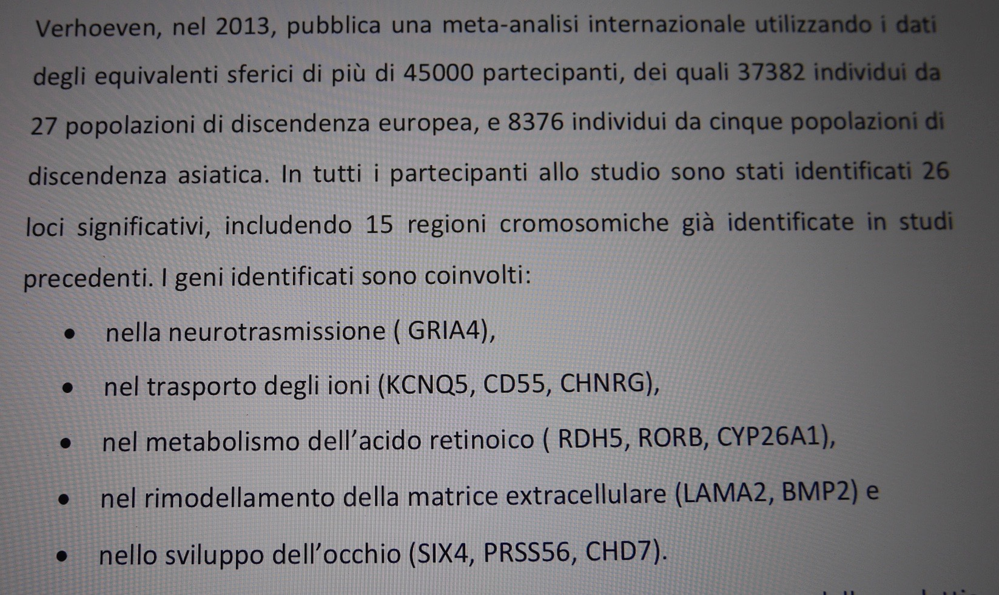 Verhoeven, nel 2013, pubblica una meta-analisi internazionale utilizzando i dati
degli equivalenti sferici di più di 45000 partecipanti, dei quali 37382 individui da
27 popolazioni di discendenza europea, e 8376 individui da cinque popolazioni di
discendenza asiatica. In tutti i partecipanti allo studio sono stati identificati 26
loci significativi, includendo 15 regioni cromosomiche già identificate in studi
precedenti. I geni identificati sono coinvolti:
• nella neurotrasmissione ( GRIA4),
• nel trasporto degli ioni (KCNQ5, CD55, CHNRG),
• nel metabolismo dell’acido retinoico ( RDH5, RORB, CYP26A1),
• nel rimodellamento della matrice extracellulare (LAMA2, BMP2) e
• nello sviluppo dell’occhio (SIX4, PRSS56, CHD7).